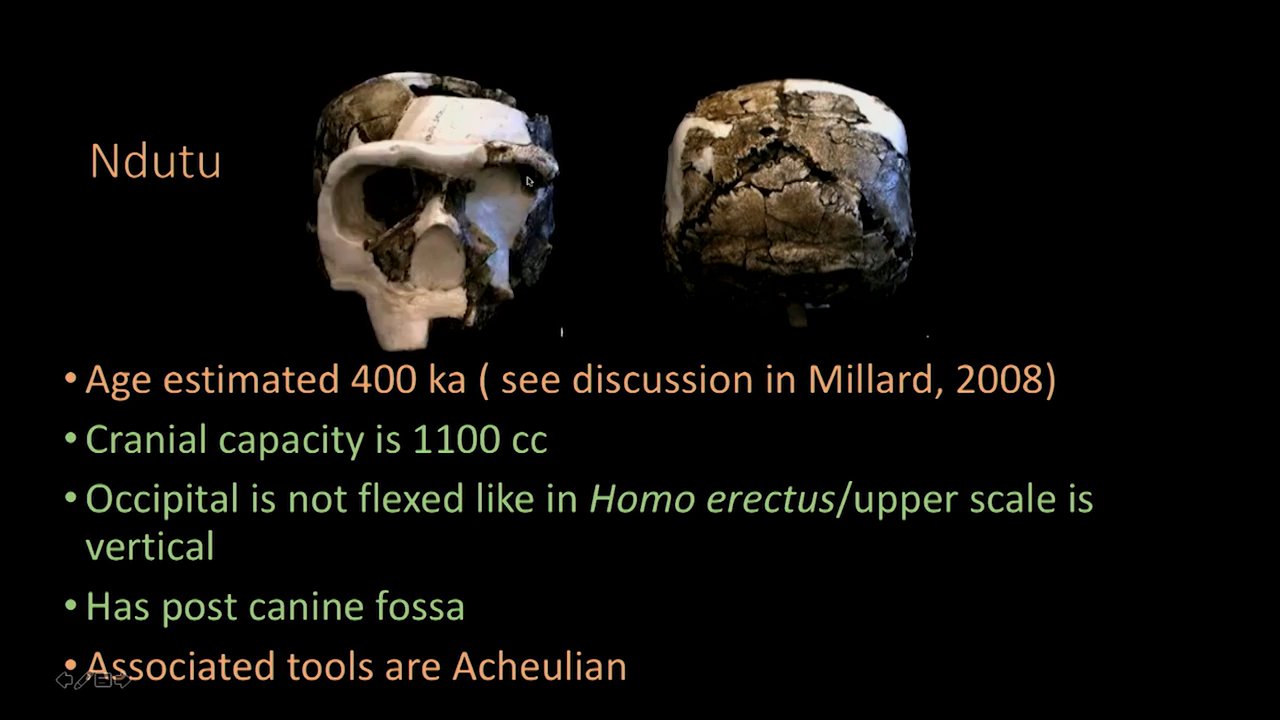 Ndutu
• Age estimated 400 ka ( see discussion in Millard, 2008)
• Cranial capacity is 1100 cc
• Occipital is not flexed like in Homo erectus/upper scale is
vertical
• Has post canine fossa
• Associated tools are Acheulian